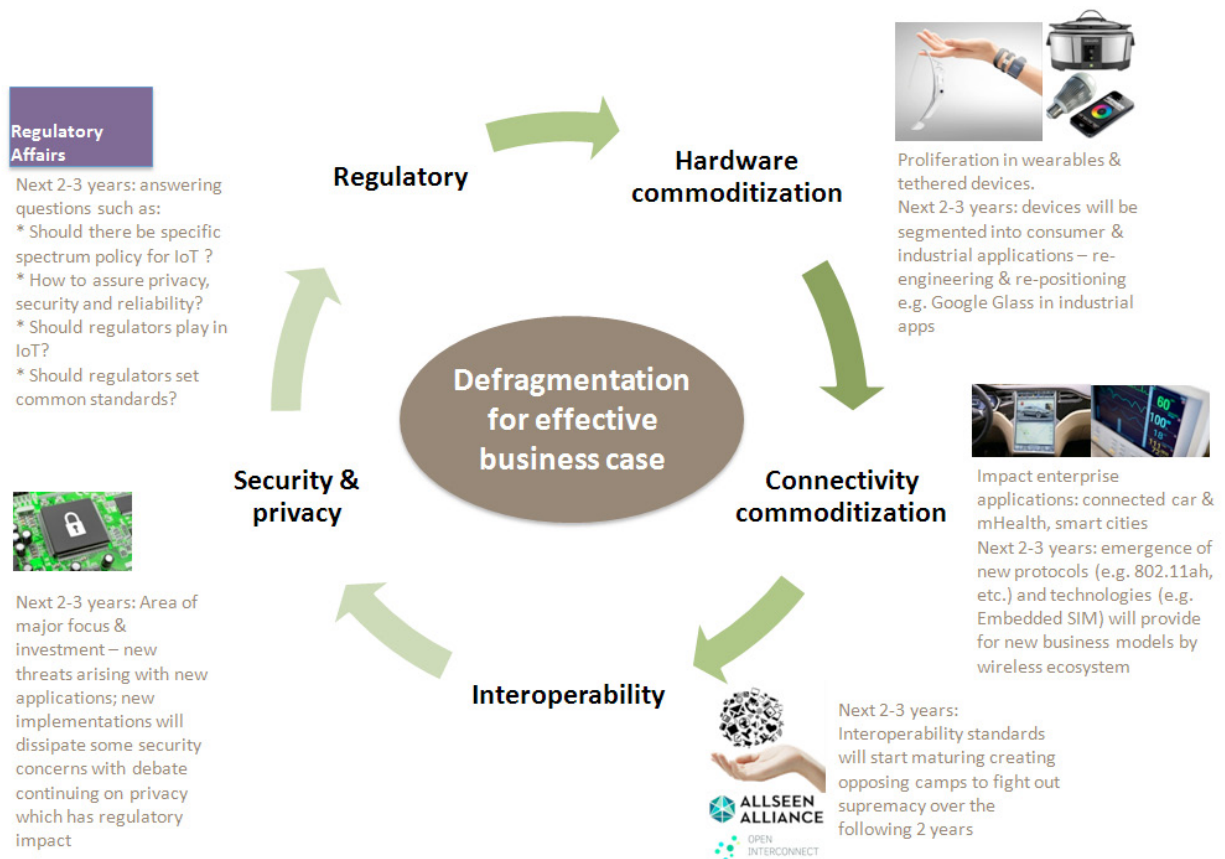 Regulatory
Affairs
Next 2-3 years: answering
questions such as:
* Should there be specific
spectrum policy for IoT ?
* How to assure privacy,
security and reliability?
* Should regulators play in
IoT?
* Should regulators set
common standards?
Regulatory
Hardware
commoditization
Proliferation in wearables &
tethered devices.
Next 2-3 years: devices will be
segmented into consumer &
industrial applications – re-
engineering & re-positioning
e.g. Google Glass in industrial
apps
Defragmentation
for effective
business case
Security &
privacy
Connectivity
commoditization
60
100
18
Impact enterprise
applications: connected car &
mHealth, smart cities
Next 2-3 years: emergence of
new protocols (e.g. 802.11ah,
etc.) and technologies (e.g.
Embedded SIM) will provide
for new business models by
wireless ecosystem
Next 2-3 years: Area of
major focus &
investment – new
threats arising with new
applications; new
implementations will
dissipate some security
concerns with debate
continuing on privacy
which has regulatory
impact
Interoperability
Next 2-3 years:
Interoperability standards
will start maturing creating
opposing camps to fight out
supremacy over the
following 2 years
ALLSEEN
ALLIANCE
OPEN
INTERCONNECT